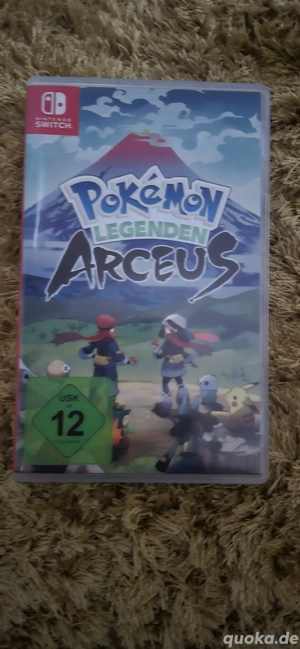 NINTENDO
SWITCH
POKéMON
LEGENDEN
ARCEUS
USK
12
quoka.de